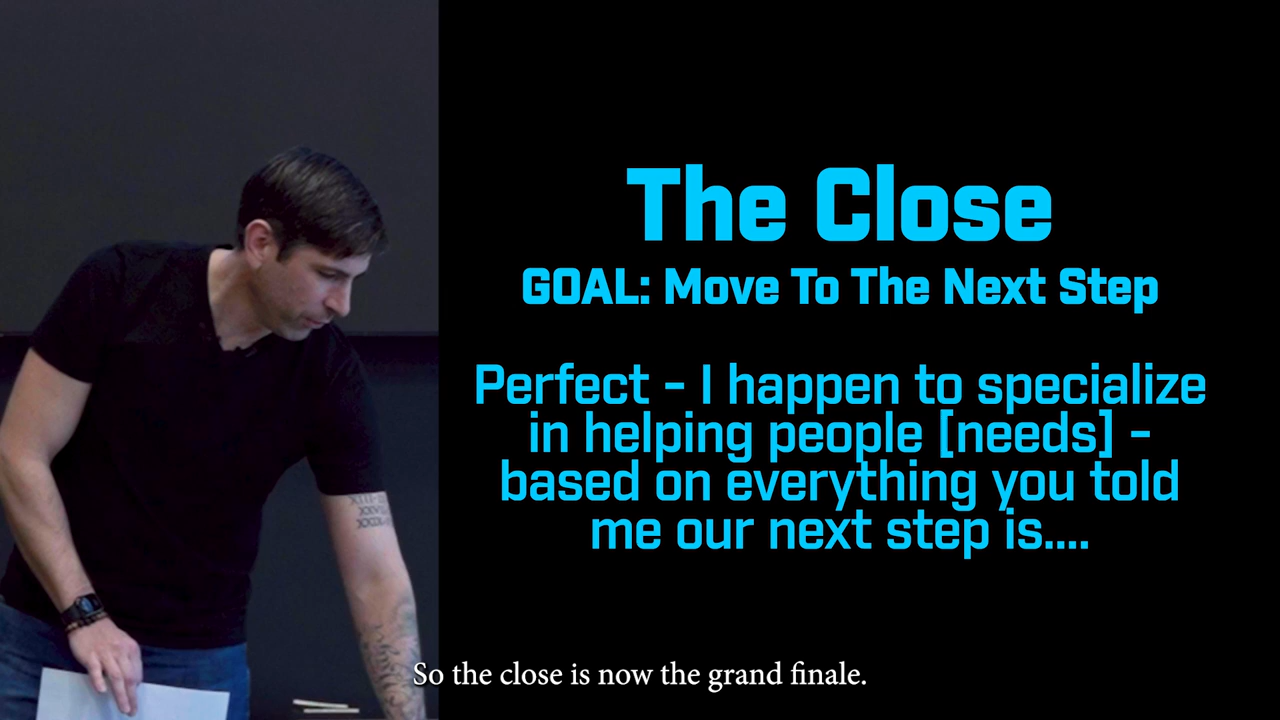 The Close
GOAL: Move To The Next Step
Perfect - I happen to specialize
in helping people [needs] -
based on everything you told
me our next step is....
So the close is now the grand finale.